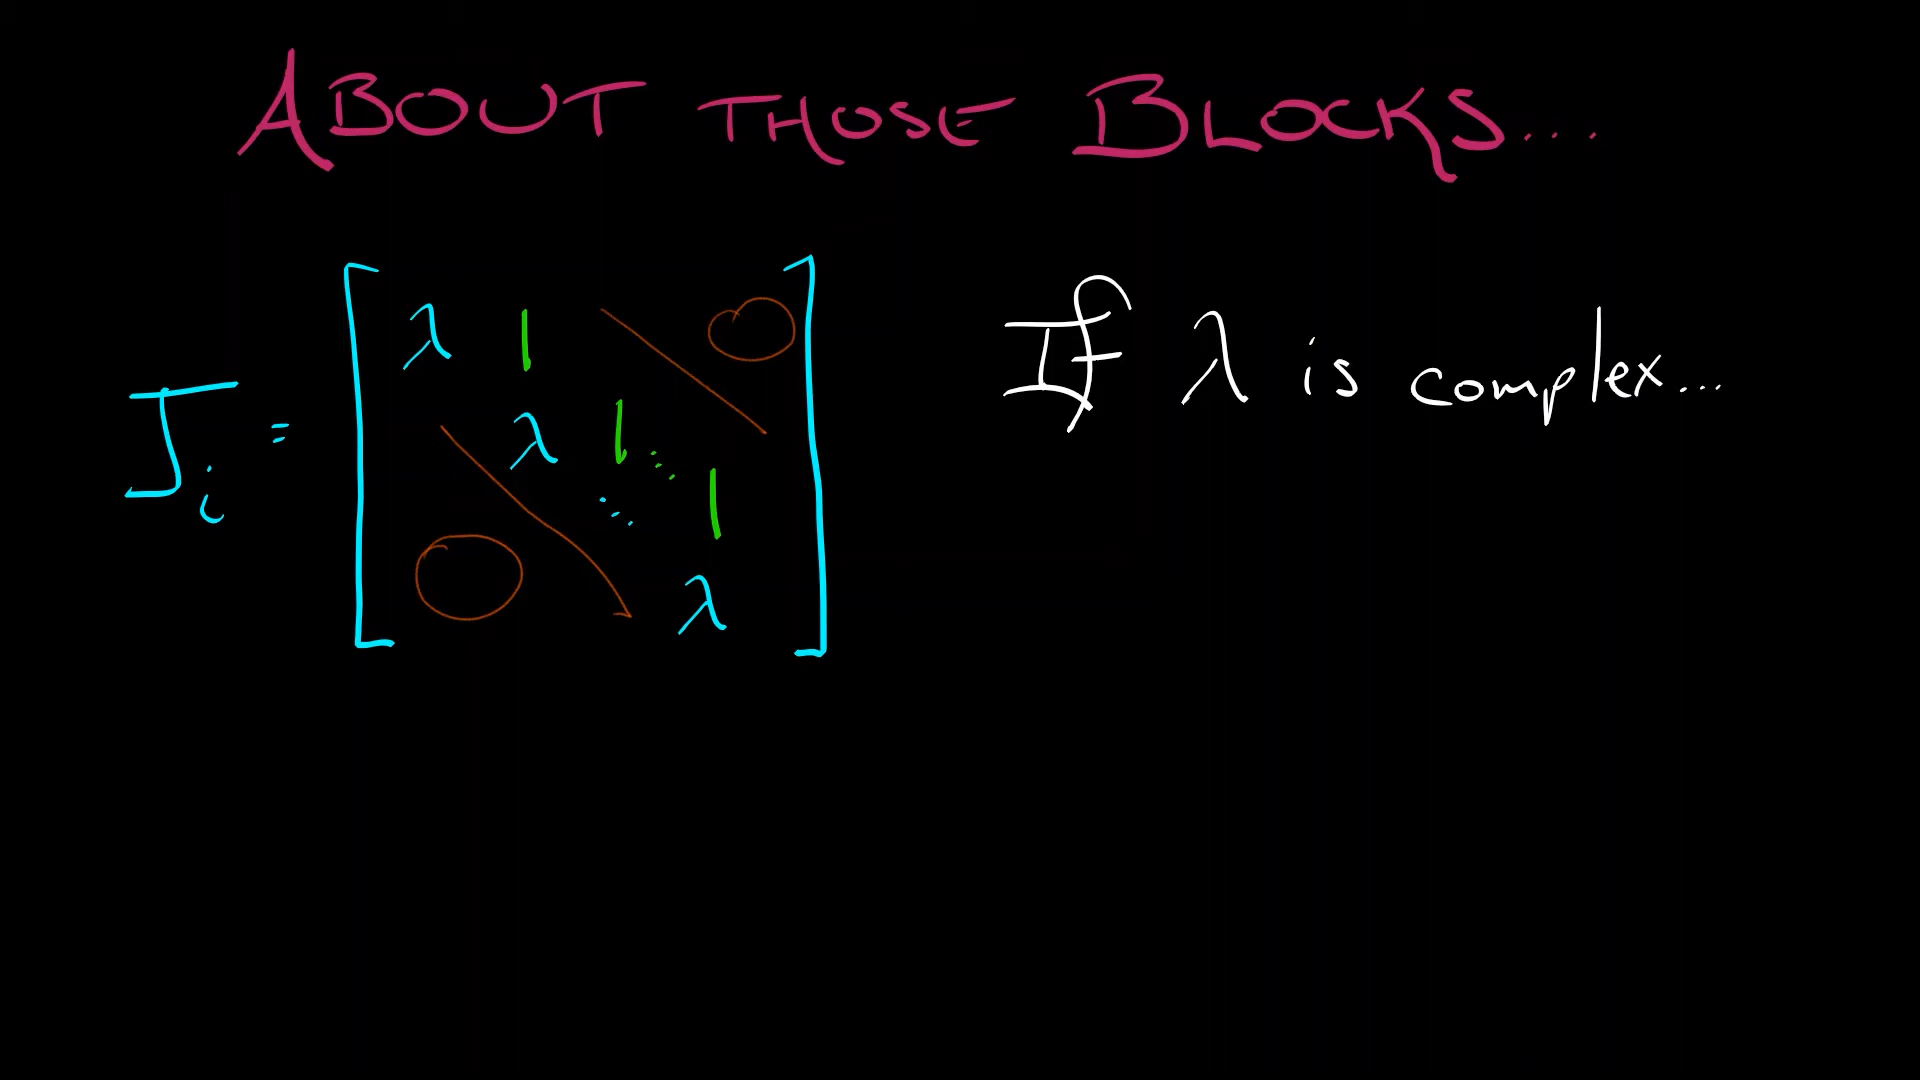 ABOUT THOSE BLOCKS...
J_i = [ λ 1 0
λ 1 ⋱ 1
0 ⋱ λ ]
If λ is complex...